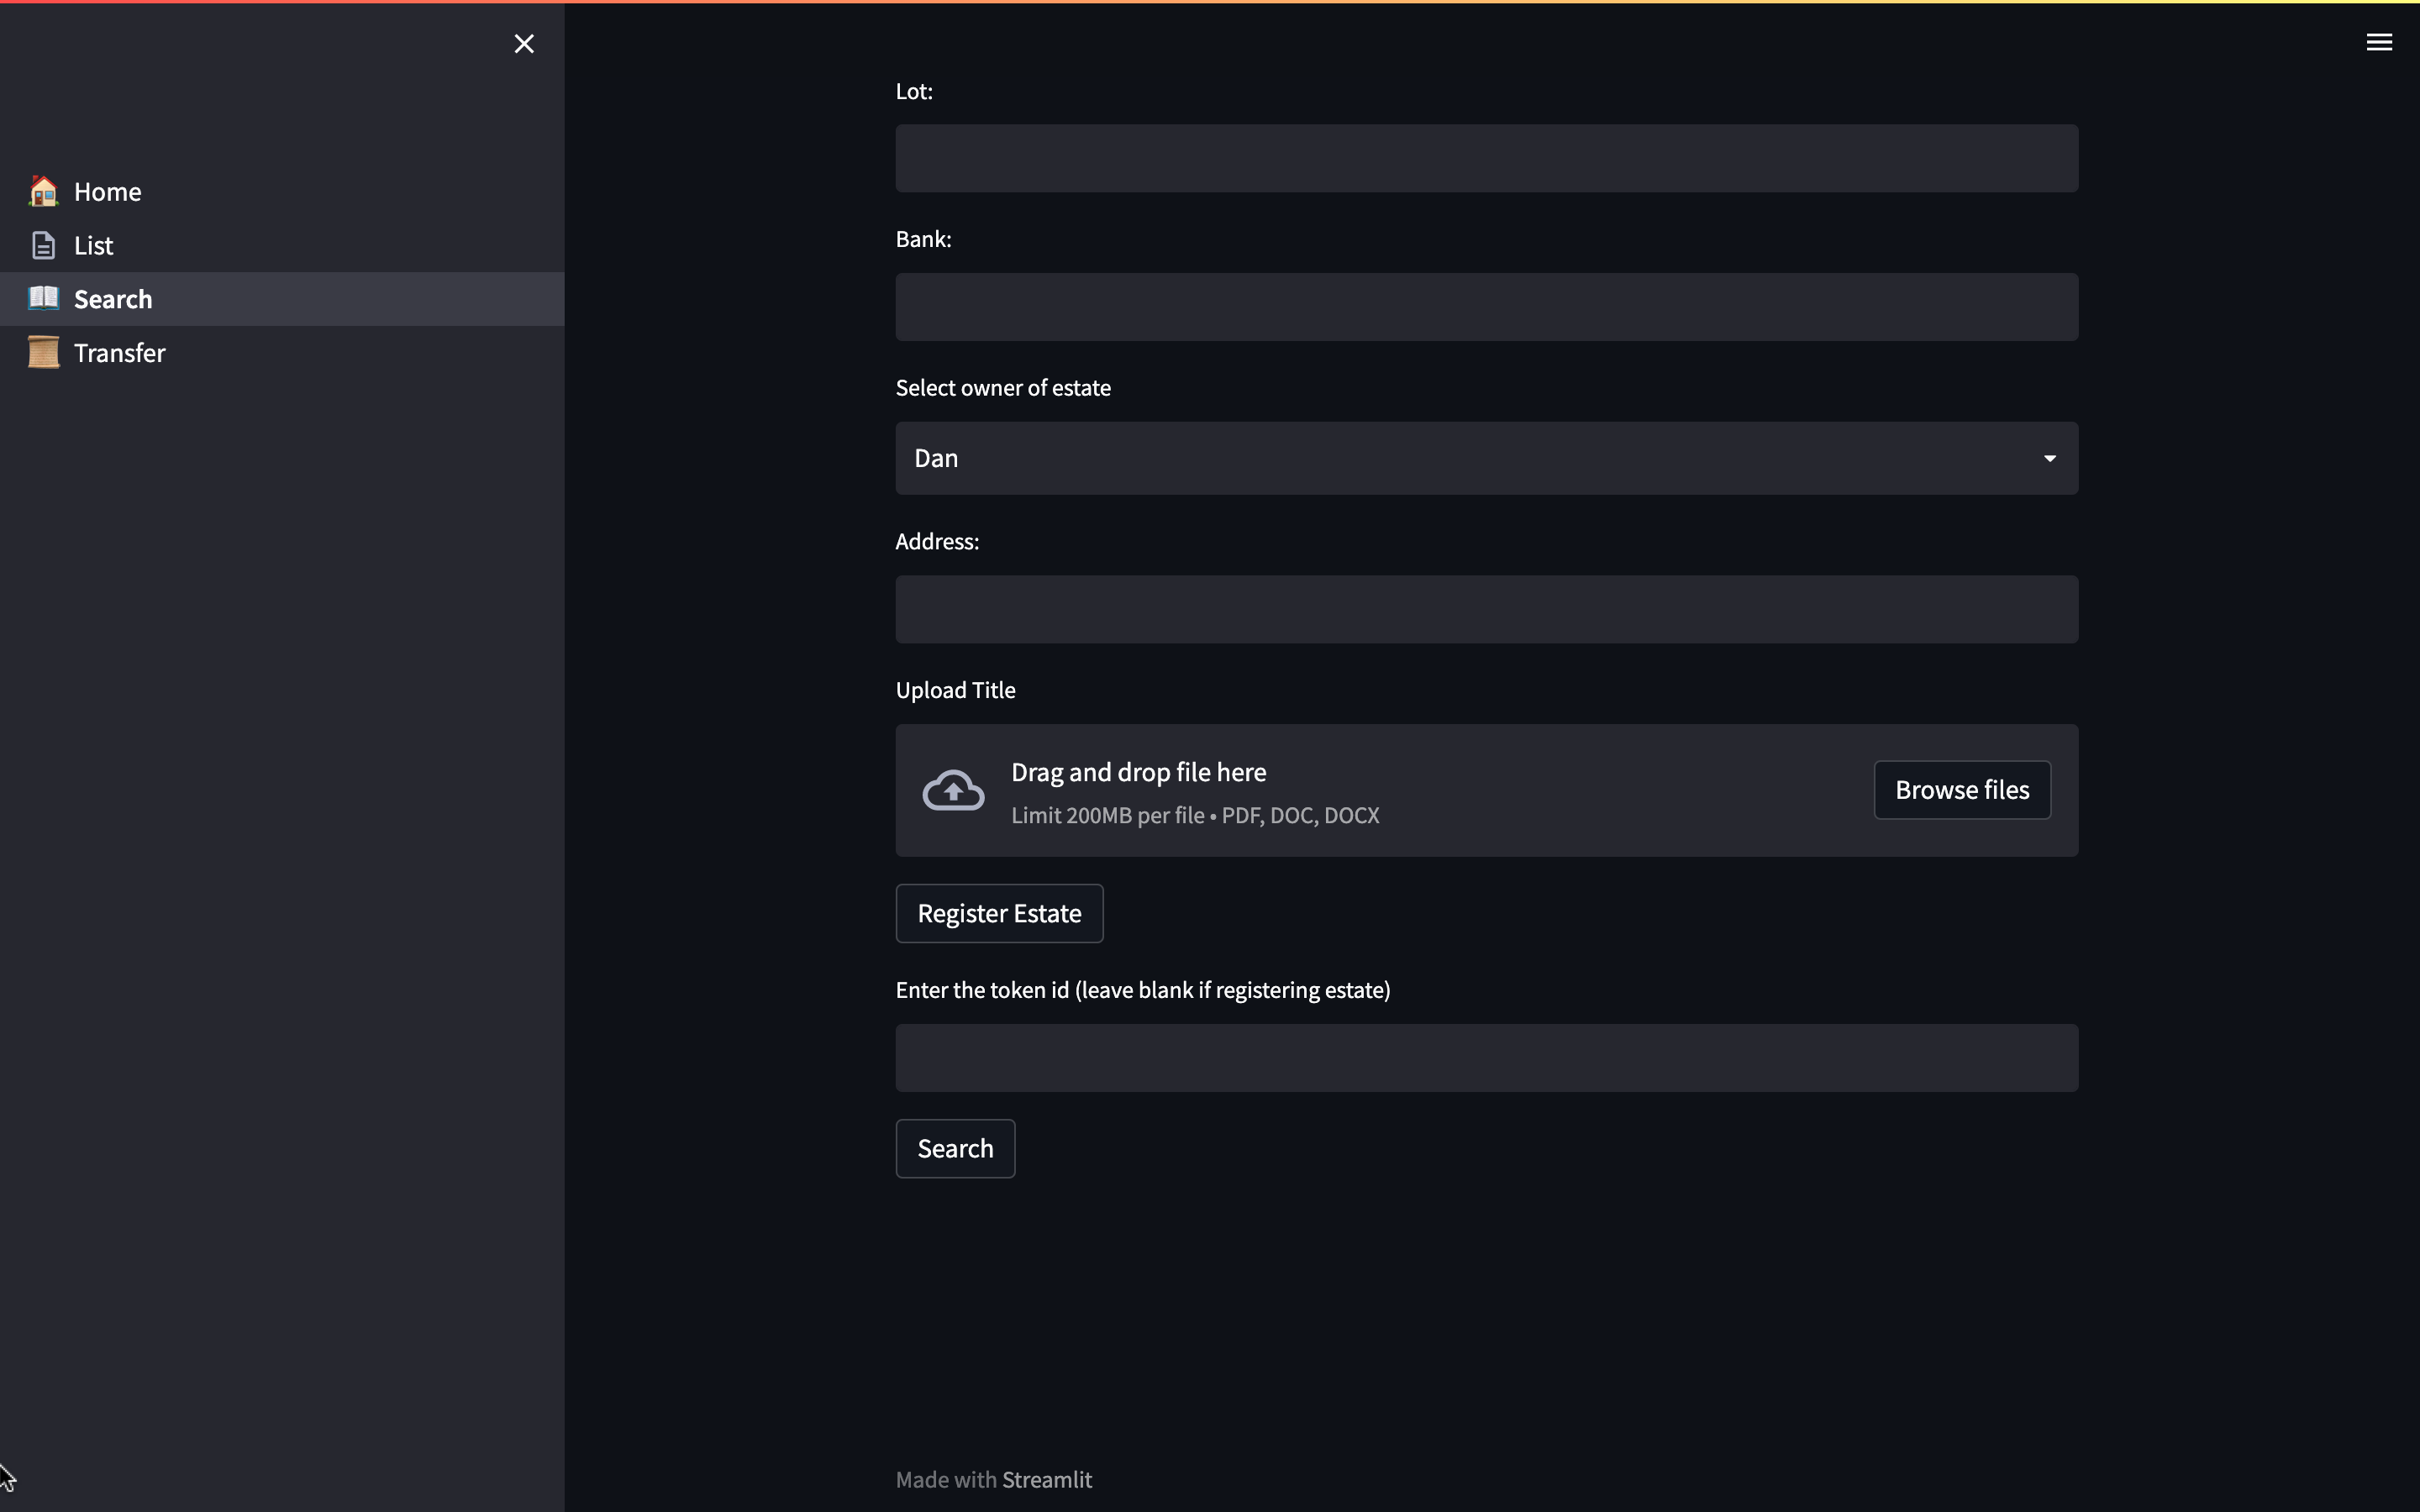 Home
List
Search
Transfer
Lot:
Bank:
Select owner of estate
Dan
Address:
Upload Title
Drag and drop file here
Limit 200MB per file • PDF, DOC, DOCX
Browse files
Register Estate
Enter the token id (leave blank if registering estate)
Search
Made with Streamlit